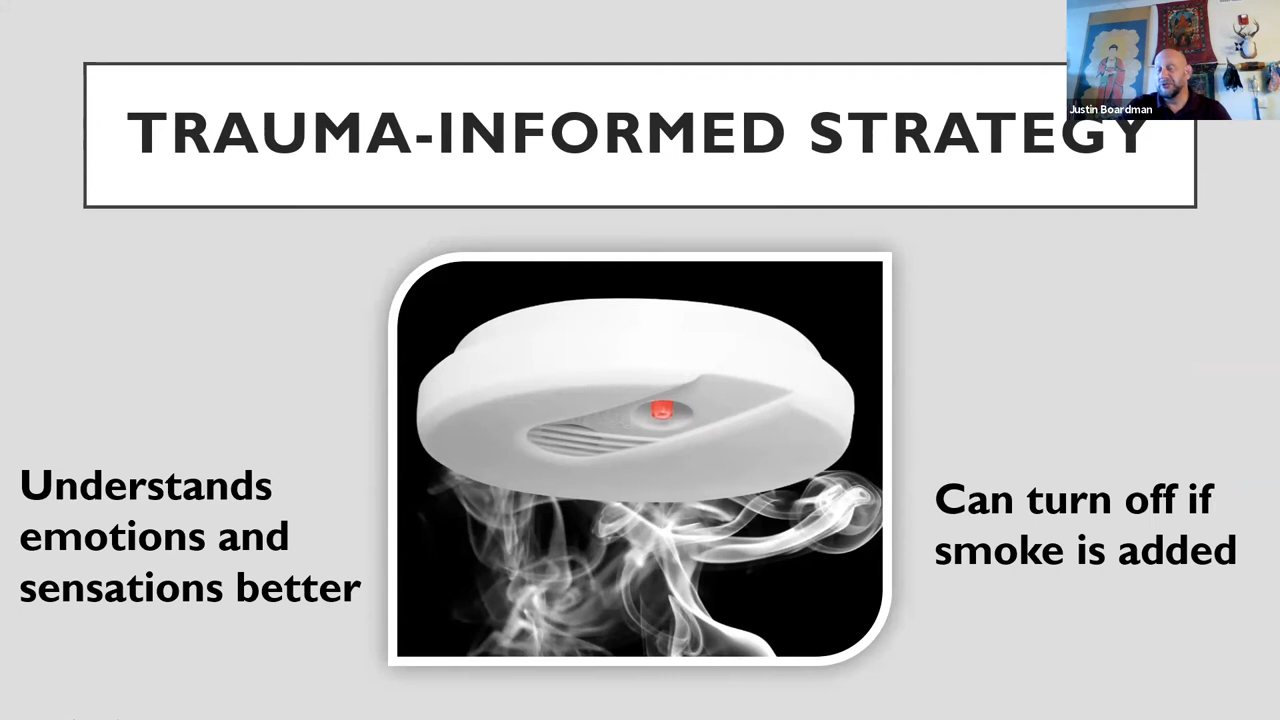 Justin Boardman
TRAUMA-INFORMED STRATEGY
Understands
emotions and
sensations better
Can turn off if
smoke is added